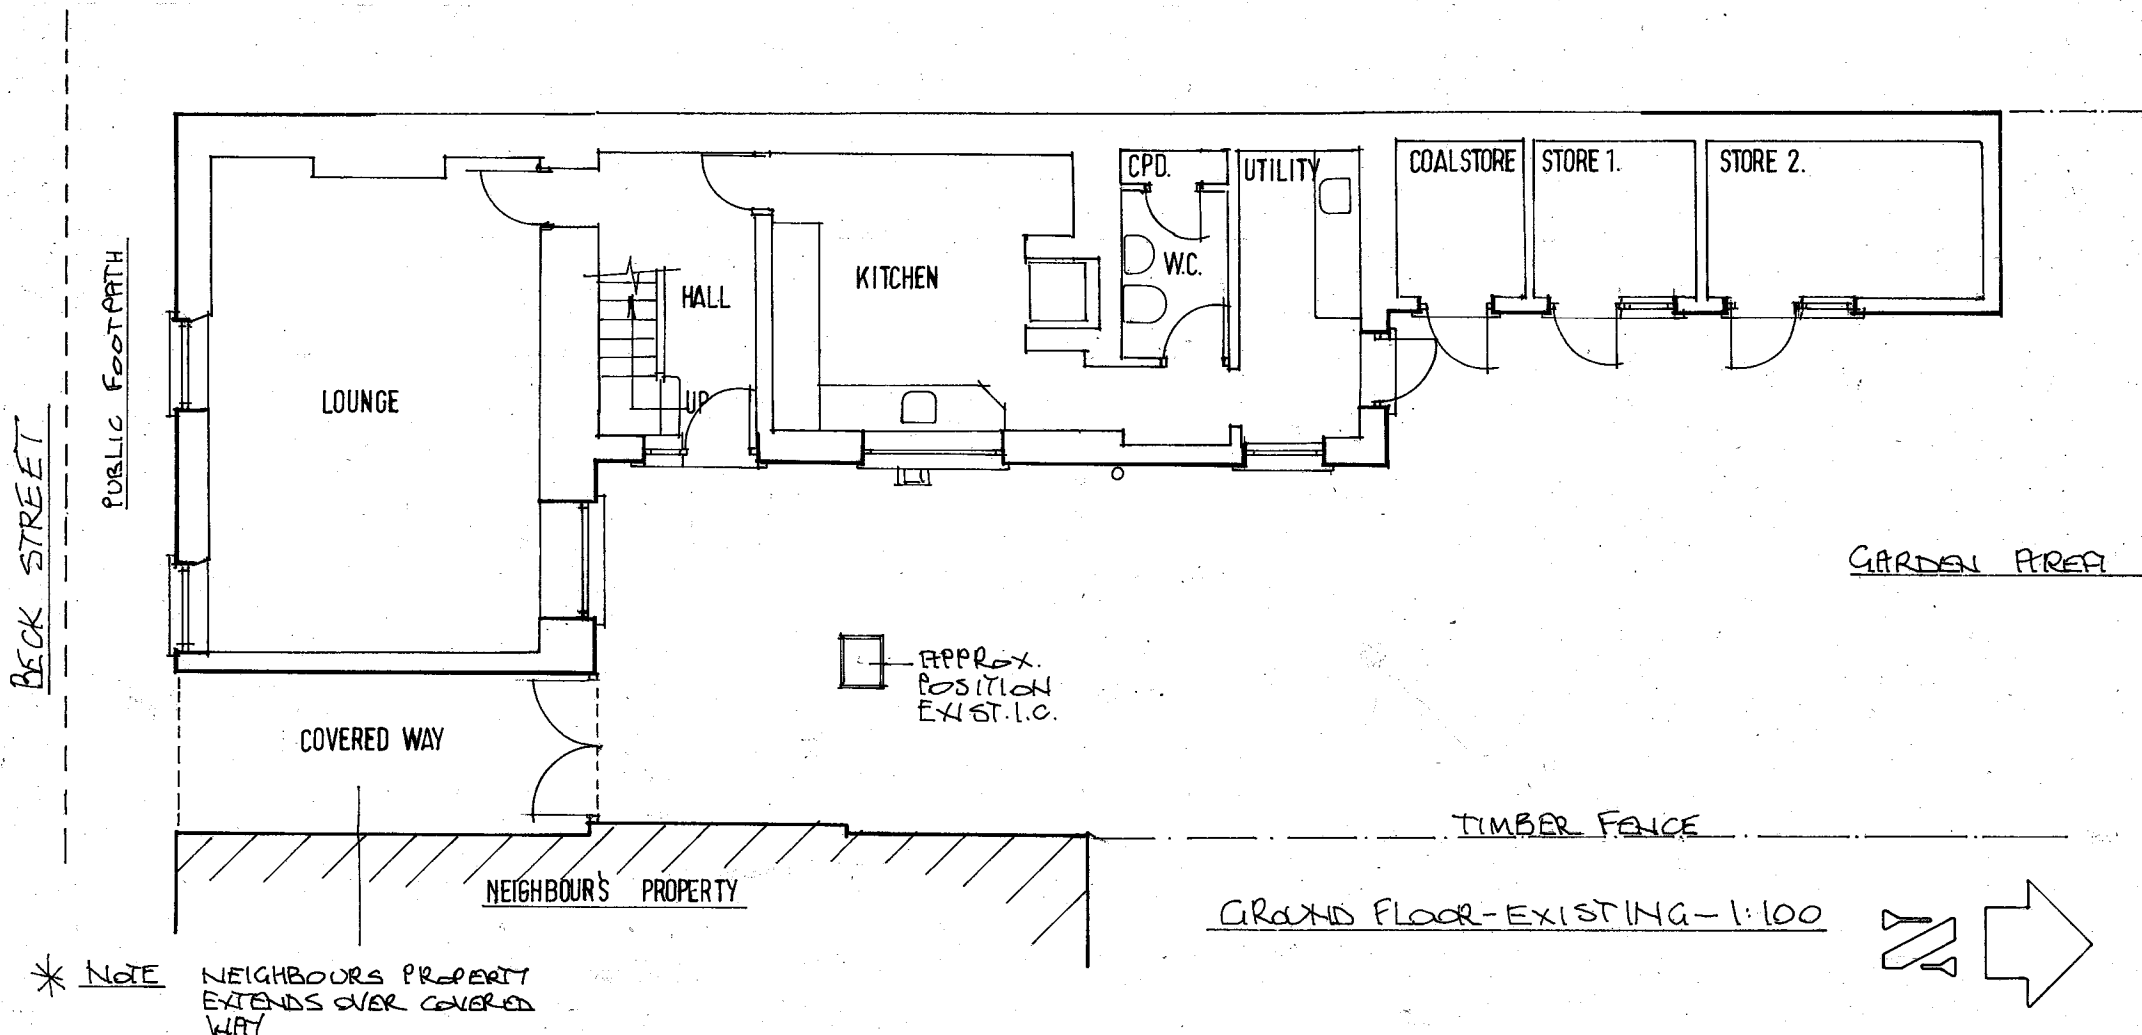 CPD.
UTILITY
COALSTORE
STORE 1.
STORE 2.
W.C.
KITCHEN
HALL
UP
LOUNGE
PUBLIC FOOTPATH
BECK STREET
GARDEN AREA
APPROX.
POSITION
EXIST. I.C.
COVERED WAY
TIMBER FENCE
NEIGHBOUR'S PROPERTY
GROUND FLOOR-EXISTING-1:100
N
* NOTE NEIGHBOURS PROPERTY
EXTENDS OVER COVERED
WAY